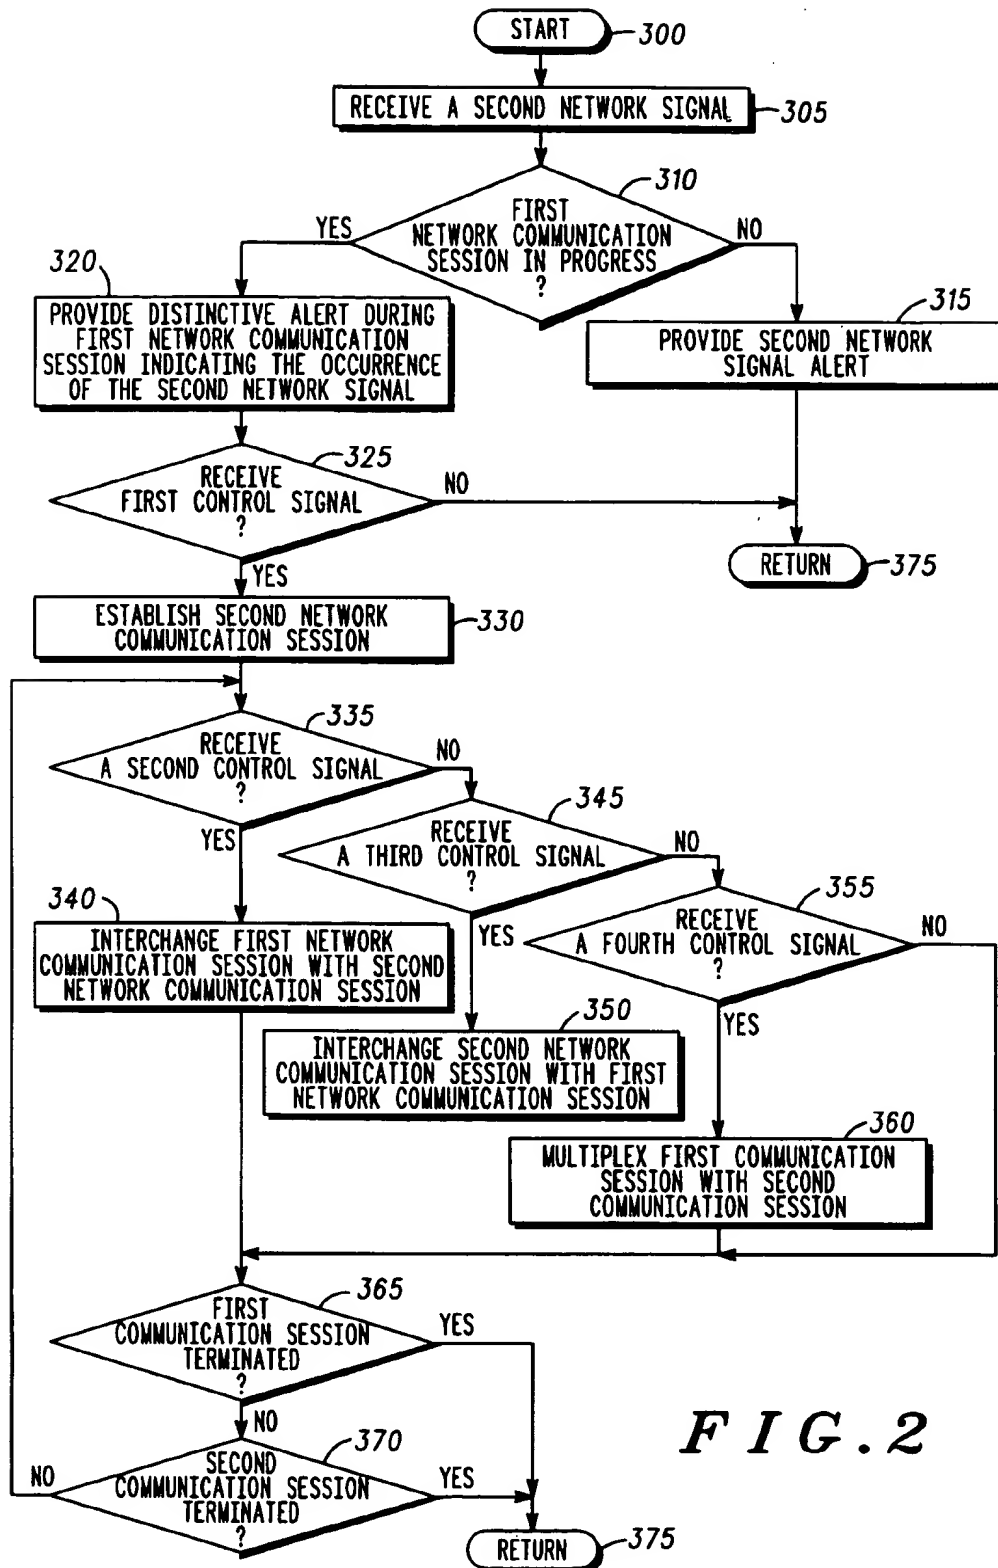 START
300
RECEIVE A SECOND NETWORK SIGNAL
305
310
FIRST
NETWORK COMMUNICATION
SESSION IN PROGRESS
?
YES
NO
320
PROVIDE DISTINCTIVE ALERT DURING
FIRST NETWORK COMMUNICATION
SESSION INDICATING THE OCCURRENCE
OF THE SECOND NETWORK SIGNAL
315
PROVIDE SECOND NETWORK
SIGNAL ALERT
325
RECEIVE
FIRST CONTROL SIGNAL
?
NO
YES
RETURN
375
ESTABLISH SECOND NETWORK
COMMUNICATION SESSION
330
335
RECEIVE
A SECOND CONTROL SIGNAL
?
NO
YES
345
RECEIVE
A THIRD CONTROL SIGNAL
?
NO
YES
355
RECEIVE
A FOURTH CONTROL SIGNAL
?
NO
YES
340
INTERCHANGE FIRST NETWORK
COMMUNICATION SESSION WITH SECOND
NETWORK COMMUNICATION SESSION
350
INTERCHANGE SECOND NETWORK
COMMUNICATION SESSION WITH FIRST
NETWORK COMMUNICATION SESSION
360
MULTIPLEX FIRST COMMUNICATION
SESSION WITH SECOND
COMMUNICATION SESSION
365
FIRST
COMMUNICATION SESSION
TERMINATED
?
YES
NO
370
SECOND
COMMUNICATION SESSION
TERMINATED
?
NO
YES
RETURN
375
FIG.2